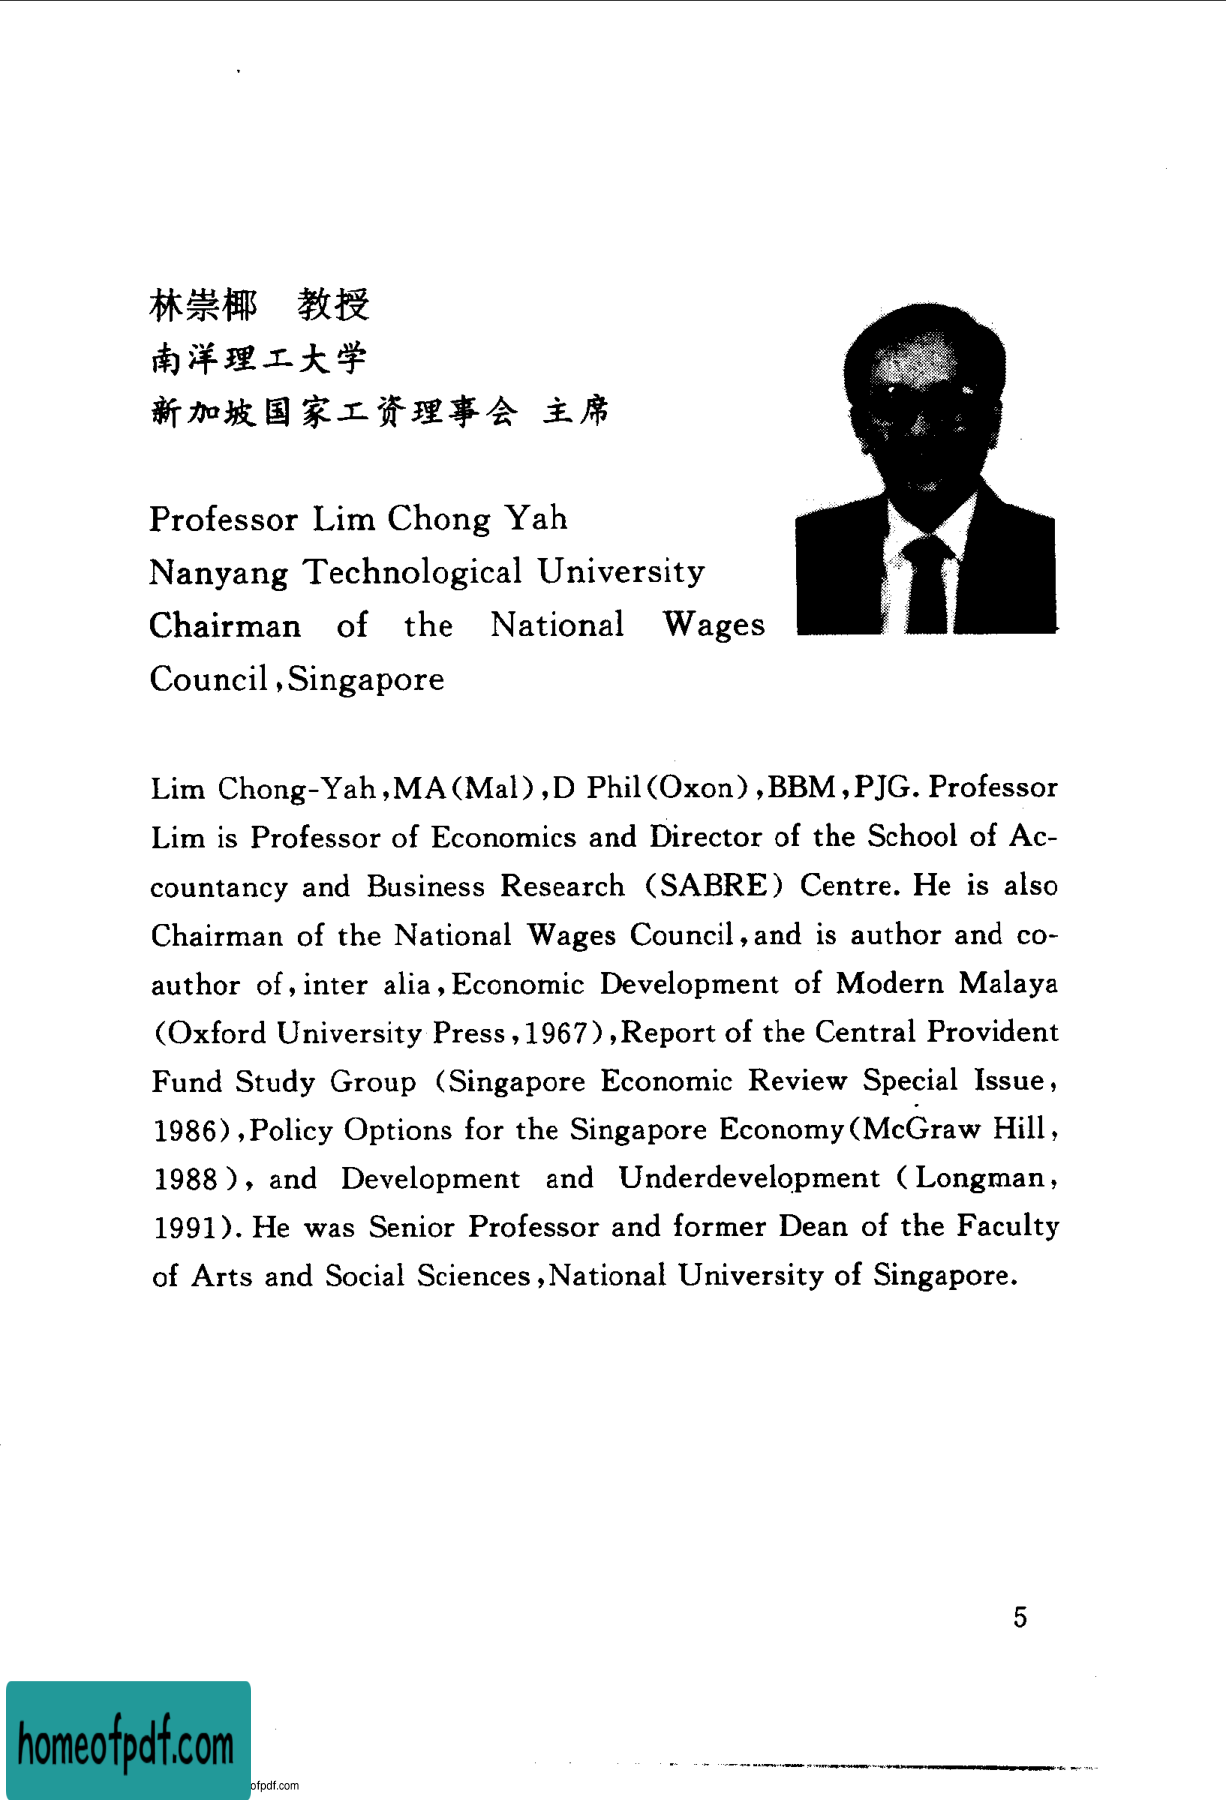 林崇椰　教授
南洋理工大学
新加坡国家工资理事会 主席
Professor Lim Chong Yah
Nanyang Technological University
Chairman of the National Wages
Council,Singapore
Lim Chong-Yah,MA(Mal),D Phil(Oxon),BBM,PJG. Professor
Lim is Professor of Economics and Director of the School of Ac-
countancy and Business Research (SABRE) Centre. He is also
Chairman of the National Wages Council,and is author and co-
author of,inter alia,Economic Development of Modern Malaya
(Oxford University Press,1967),Report of the Central Provident
Fund Study Group (Singapore Economic Review Special Issue,
1986),Policy Options for the Singapore Economy(McGraw Hill,
1988), and Development and Underdevelopment (Longman,
1991). He was Senior Professor and former Dean of the Faculty
of Arts and Social Sciences,National University of Singapore.
5
homeofpdf.com
ofpdf.com